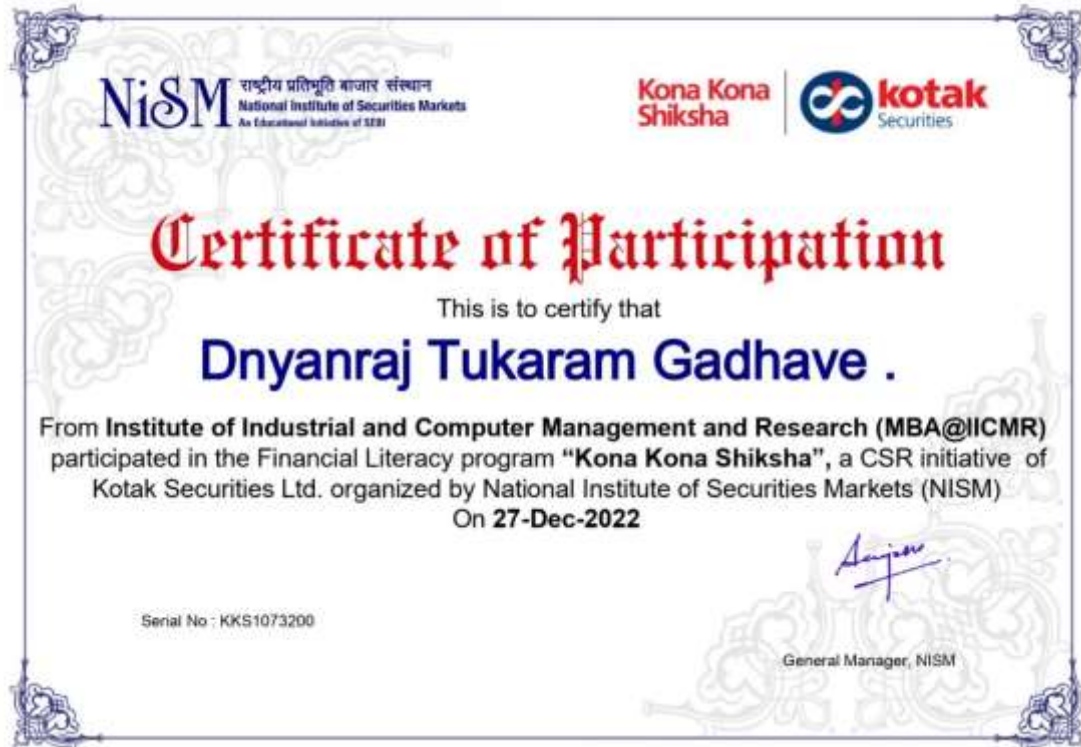 NiSM
राष्ट्रीय प्रतिभूति बाजार संस्थान
National Institute of Securities Markets
An Educational Initiative of SEBI
Kona Kona
Shiksha
kotak
Securities
Certificate of Participation
This is to certify that
Dnyanraj Tukaram Gadhave .
From Institute of Industrial and Computer Management and Research (MBA@IICMR)
participated in the Financial Literacy program “Kona Kona Shiksha”, a CSR initiative of
Kotak Securities Ltd. organized by National Institute of Securities Markets (NISM)
On 27-Dec-2022
Serial No : KKS1073200
General Manager, NISM